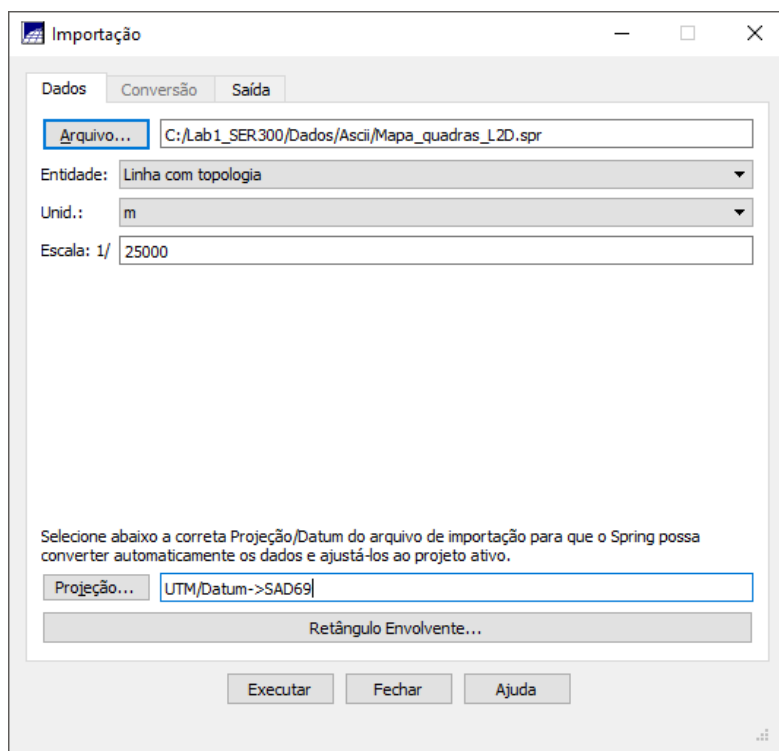 Importação
Dados Conversão Saída
Arquivo... C:/Lab1_SER300/Dados/Ascii/Mapa_quadras_L2D.spr
Entidade: Linha com topologia
Unid.: m
Escala: 1/ 25000
Selecione abaixo a correta Projeção/Datum do arquivo de importação para que o Spring possa
converter automaticamente os dados e ajustá-los ao projeto ativo.
Projeção... UTM/Datum->SAD69
Retângulo Envolvente...
Executar Fechar Ajuda